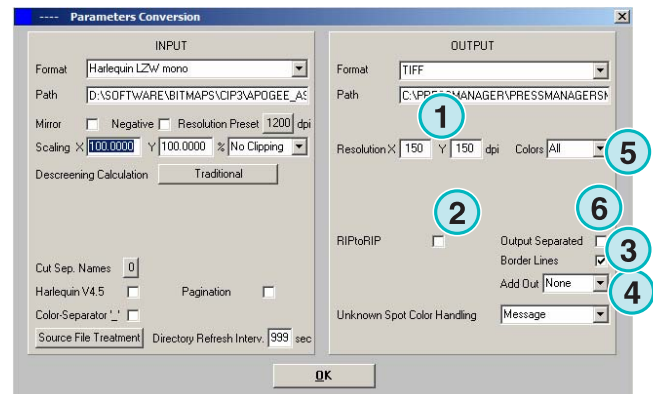 ---- Parameters Conversion
INPUT
Format Harlequin LZW mono
Path D:\SOFTWARE\BITMAPS\CIP3\APOGEE_AS
Mirror Negative Resolution Preset 1200 dpi
Scaling X 100.0000 Y 100.0000 % No Clipping
Descreening Calculation Traditional
Cut Sep. Names 0
Harlequin V4.5 Pagination
Color-Separator '_'
Source File Treatment Directory Refresh Interv. 999 sec
OUTPUT
Format TIFF
Path C:\PRESSMANAGER\PRESSMANAGERSM
1
Resolution X 150 Y 150 dpi Colors All 5
2 6
RIPtoRIP Output Separated
Border Lines 3
Add Out None 4
Unknown Spot Color Handling Message
OK